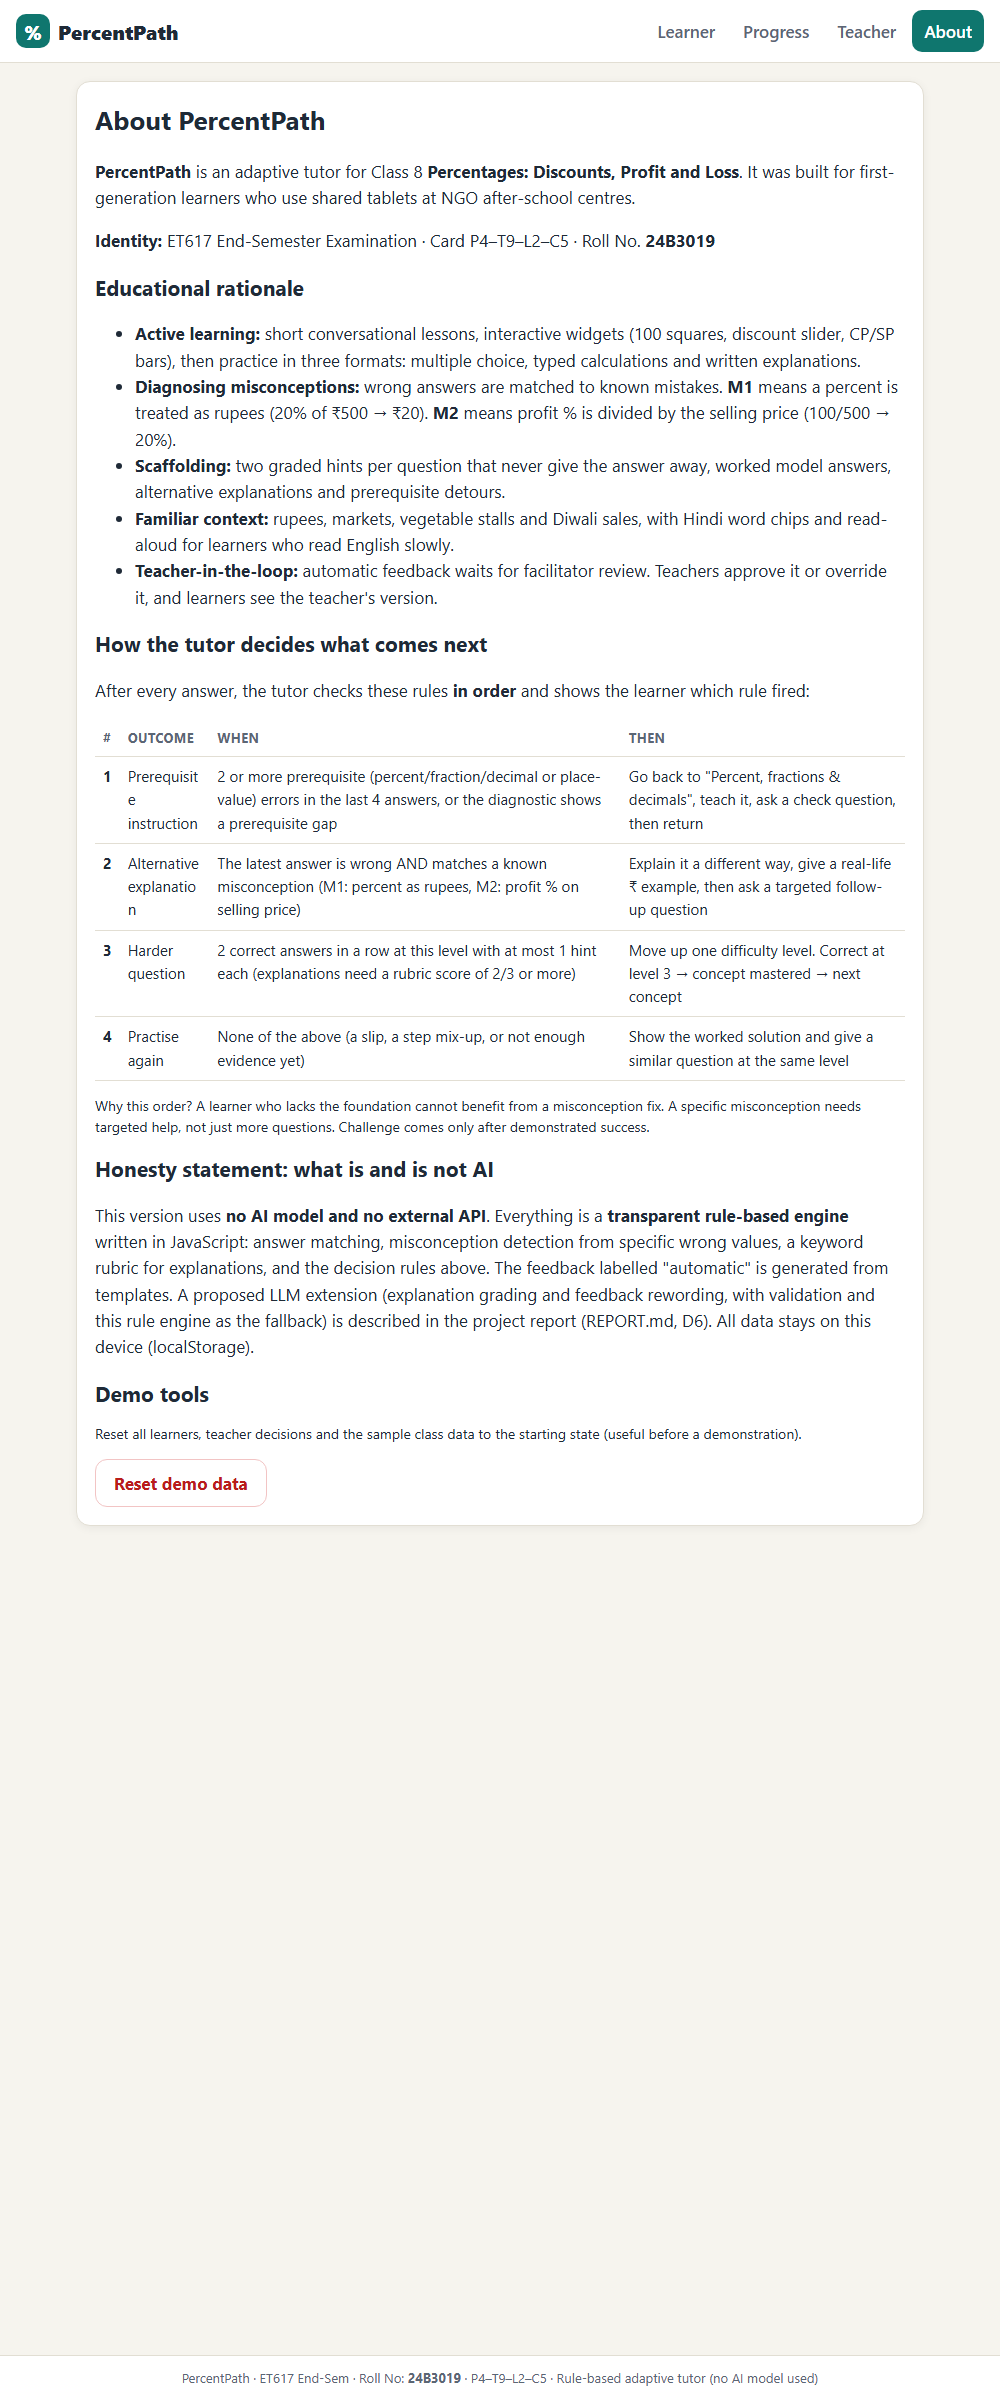 % PercentPath
Learner Progress Teacher About
About PercentPath
PercentPath is an adaptive tutor for Class 8 Percentages: Discounts, Profit and Loss. It was built for first-
generation learners who use shared tablets at NGO after-school centres.
Identity: ET617 End-Semester Examination · Card P4–T9–L2–C5 · Roll No. 24B3019
Educational rationale
• Active learning: short conversational lessons, interactive widgets (100 squares, discount slider, CP/SP
bars), then practice in three formats: multiple choice, typed calculations and written explanations.
• Diagnosing misconceptions: wrong answers are matched to known mistakes. M1 means a percent is
treated as rupees (20% of ₹500 → ₹20). M2 means profit % is divided by the selling price (100/500 →
20%).
• Scaffolding: two graded hints per question that never give the answer away, worked model answers,
alternative explanations and prerequisite detours.
• Familiar context: rupees, markets, vegetable stalls and Diwali sales, with Hindi word chips and read-
aloud for learners who read English slowly.
• Teacher-in-the-loop: automatic feedback waits for facilitator review. Teachers approve it or override
it, and learners see the teacher's version.
How the tutor decides what comes next
After every answer, the tutor checks these rules in order and shows the learner which rule fired:
# OUTCOME WHEN THEN
1 Prerequisit 2 or more prerequisite (percent/fraction/decimal or place- Go back to "Percent, fractions &
e value) errors in the last 4 answers, or the diagnostic shows decimals", teach it, ask a check question,
instruction a prerequisite gap then return
2 Alternative The latest answer is wrong AND matches a known Explain it a different way, give a real-life
explanatio misconception (M1: percent as rupees, M2: profit % on ₹ example, then ask a targeted follow-
n selling price) up question
3 Harder 2 correct answers in a row at this level with at most 1 hint Move up one difficulty level. Correct at
question each (explanations need a rubric score of 2/3 or more) level 3 → concept mastered → next
concept
4 Practise None of the above (a slip, a step mix-up, or not enough Show the worked solution and give a
again evidence yet) similar question at the same level
Why this order? A learner who lacks the foundation cannot benefit from a misconception fix. A specific misconception needs
targeted help, not just more questions. Challenge comes only after demonstrated success.
Honesty statement: what is and is not AI
This version uses no AI model and no external API. Everything is a transparent rule-based engine
written in JavaScript: answer matching, misconception detection from specific wrong values, a keyword
rubric for explanations, and the decision rules above. The feedback labelled "automatic" is generated from
templates. A proposed LLM extension (explanation grading and feedback rewording, with validation and
this rule engine as the fallback) is described in the project report (REPORT.md, D6). All data stays on this
device (localStorage).
Demo tools
Reset all learners, teacher decisions and the sample class data to the starting state (useful before a demonstration).
Reset demo data
PercentPath · ET617 End-Sem · Roll No: 24B3019 · P4–T9–L2–C5 · Rule-based adaptive tutor (no AI model used)